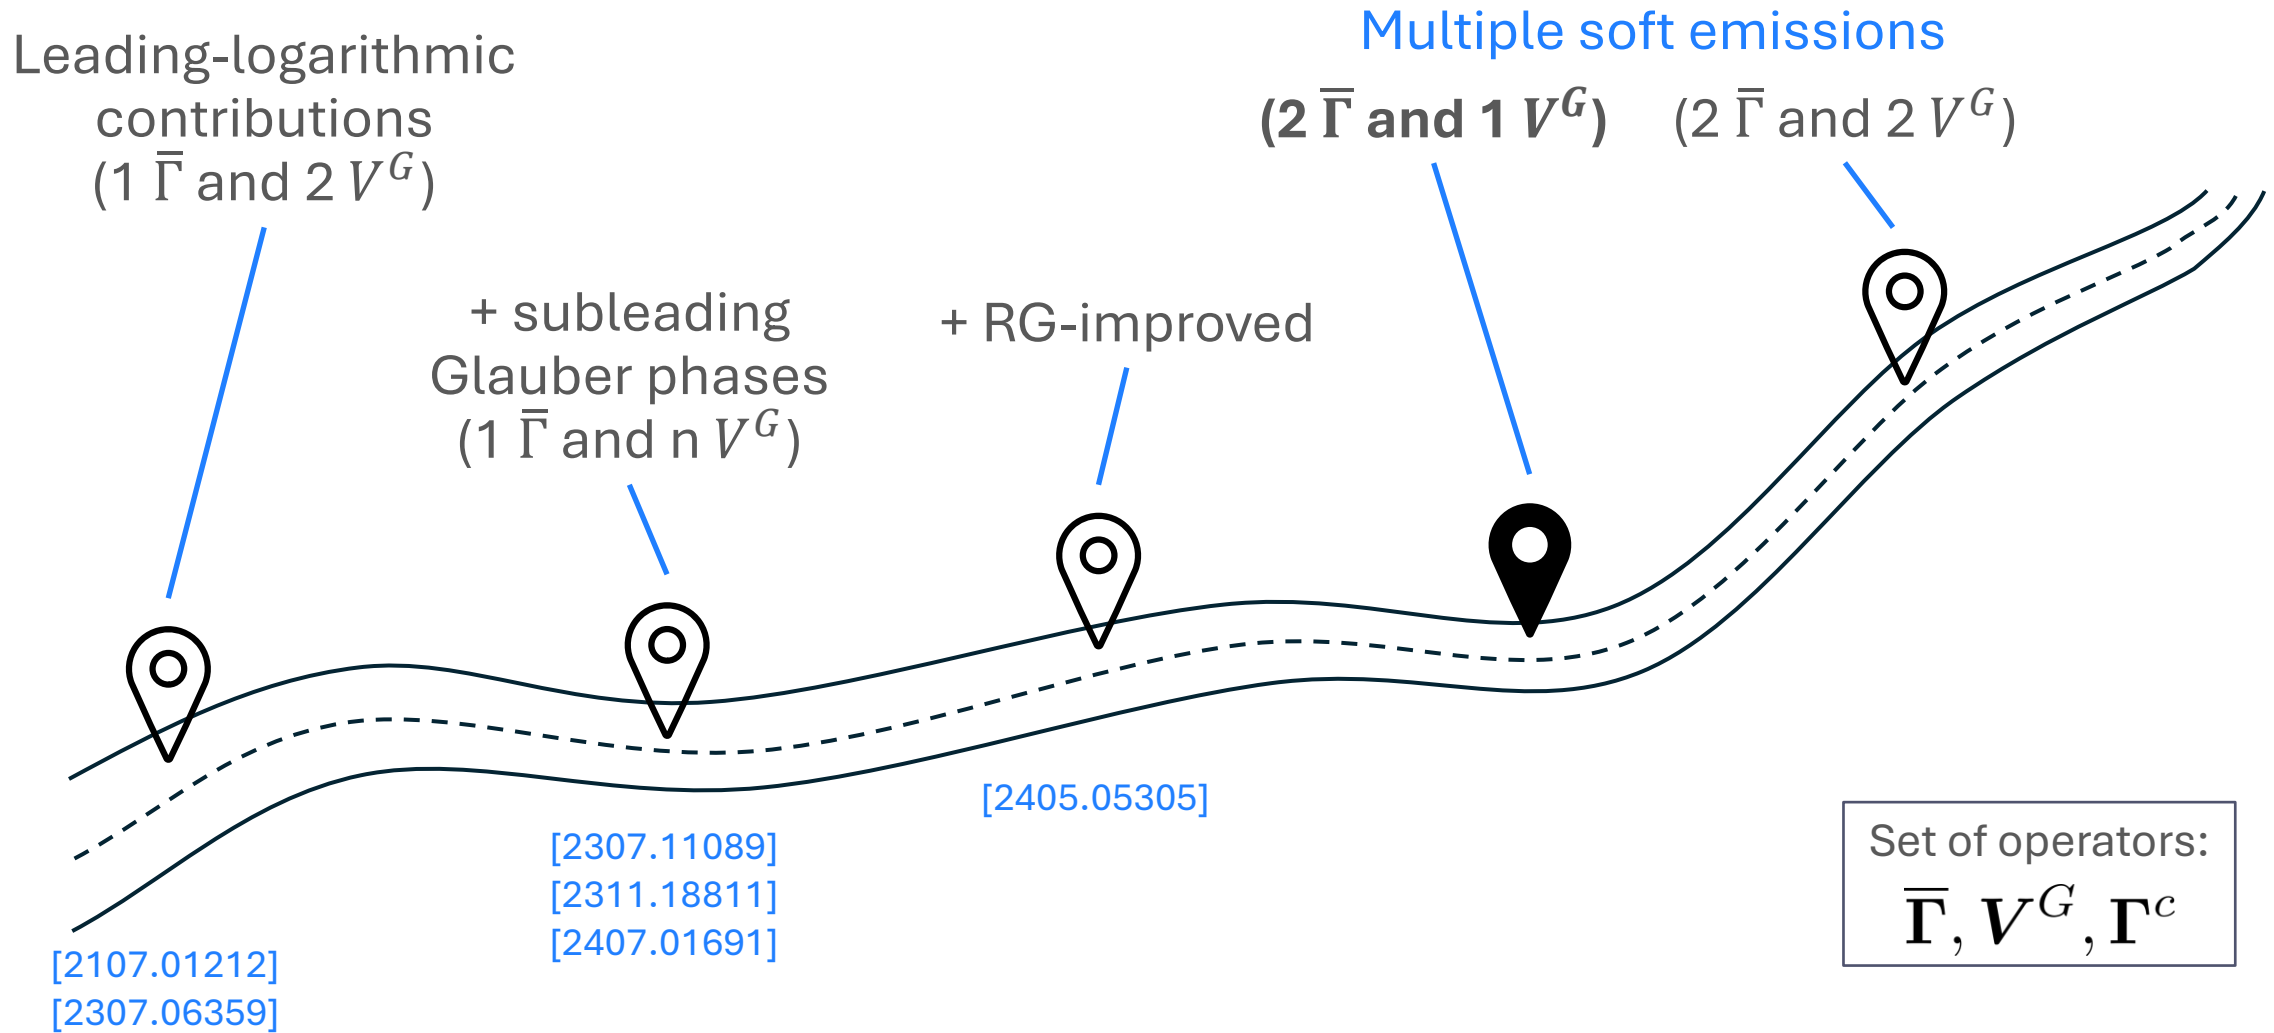 Leading-logarithmic
contributions
(1 Γ̅ and 2 V^G)
+ subleading
Glauber phases
(1 Γ̅ and n V^G)
+ RG-improved
Multiple soft emissions
(2 Γ̅ and 1 V^G)
(2 Γ̅ and 2 V^G)
[2107.01212]
[2307.06359]
[2307.11089]
[2311.18811]
[2407.01691]
[2405.05305]
Set of operators:
Γ̅, V^G, Γ^c